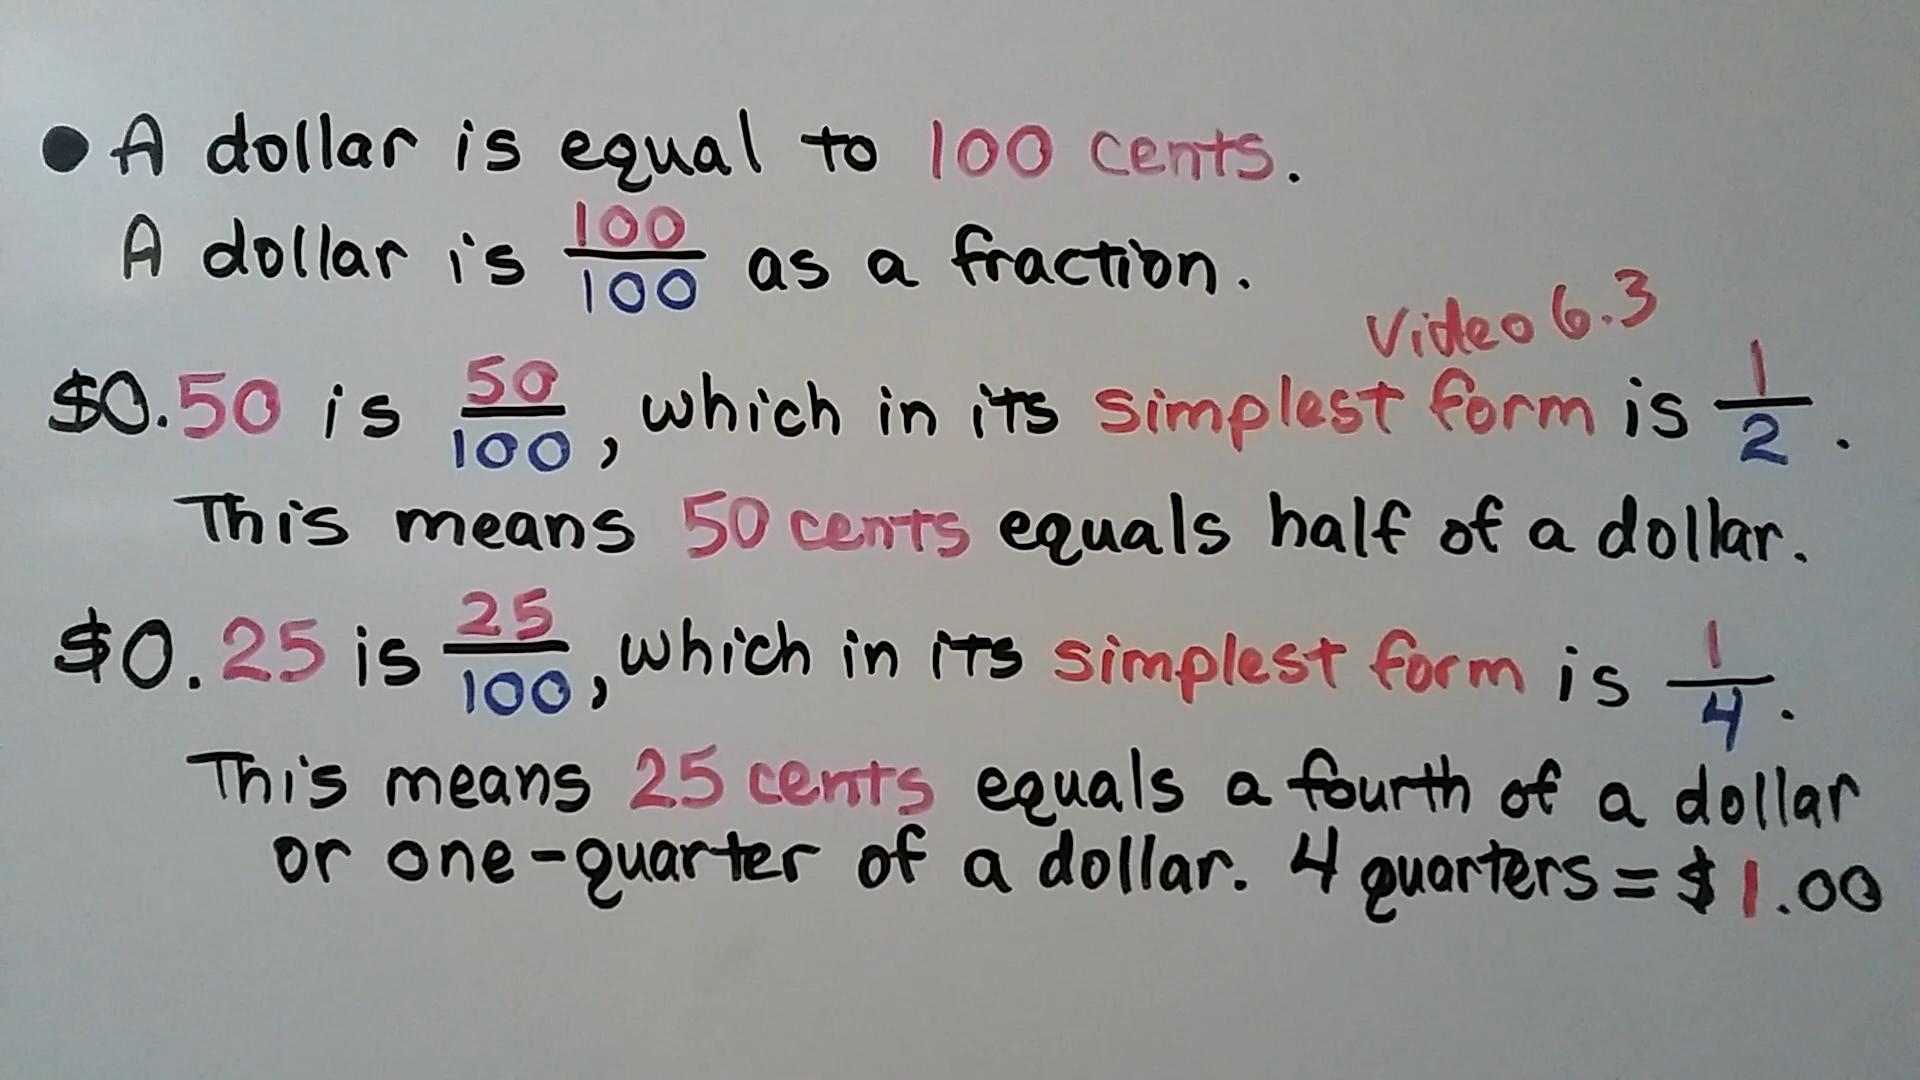 ● A dollar is equal to 100 cents.
A dollar is 100/100 as a fraction.
Video 6.3
$0.50 is 50/100, which in its simplest form is 1/2.
This means 50 cents equals half of a dollar.
$0.25 is 25/100, which in its simplest form is 1/4.
This means 25 cents equals a fourth of a dollar
or one-quarter of a dollar. 4 quarters = $1.00